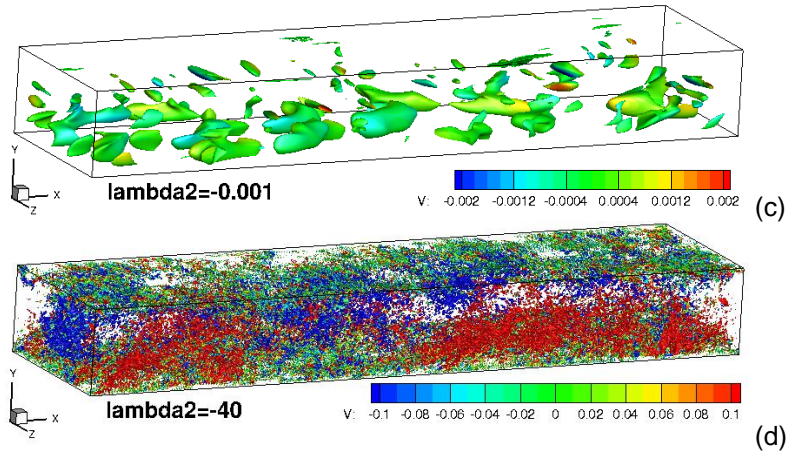 Y
X
Z
lambda2=-0.001
V: -0.002 -0.0012 -0.0004 0.0004 0.0012 0.002
(c)
Y
X
Z
lambda2=-40
V: -0.1 -0.08 -0.06 -0.04 -0.02 0 0.02 0.04 0.06 0.08 0.1
(d)